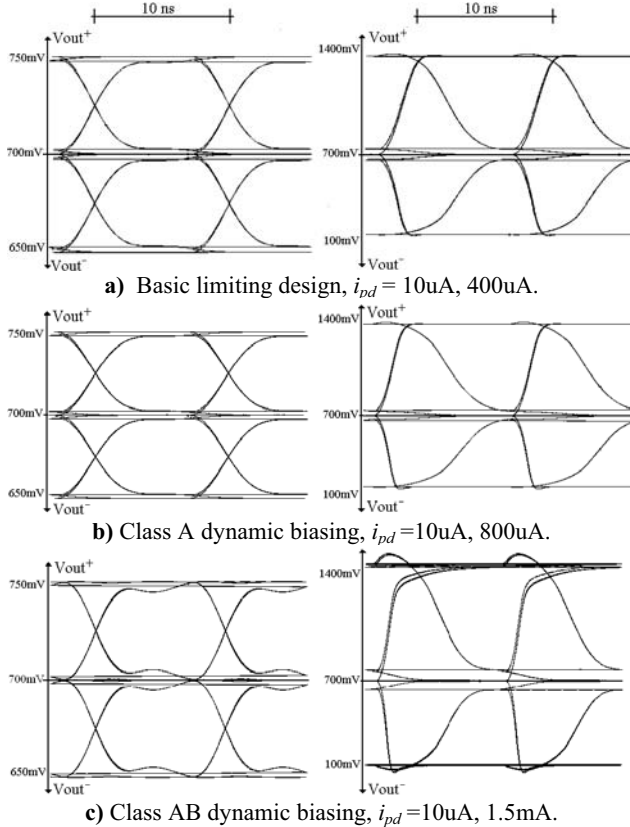 10 ns
10 ns
Vout+
750mV
700mV
650mV
Vout-
Vout+
1400mV
700mV
100mV
Vout-
a) Basic limiting design, ipd = 10uA, 400uA.
Vout+
750mV
700mV
650mV
Vout-
Vout+
1400mV
700mV
100mV
Vout-
b) Class A dynamic biasing, ipd =10uA, 800uA.
Vout+
750mV
700mV
650mV
Vout-
Vout+
1400mV
700mV
100mV
Vout-
c) Class AB dynamic biasing, ipd=10uA, 1.5mA.